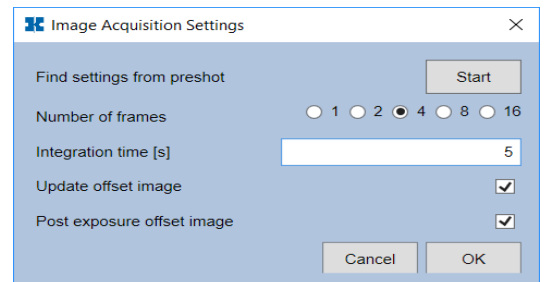 Image Acquisition Settings
Find settings from preshot Start
Number of frames 1 2 4 8 16
Integration time [s] 5
Update offset image
Post exposure offset image
Cancel OK